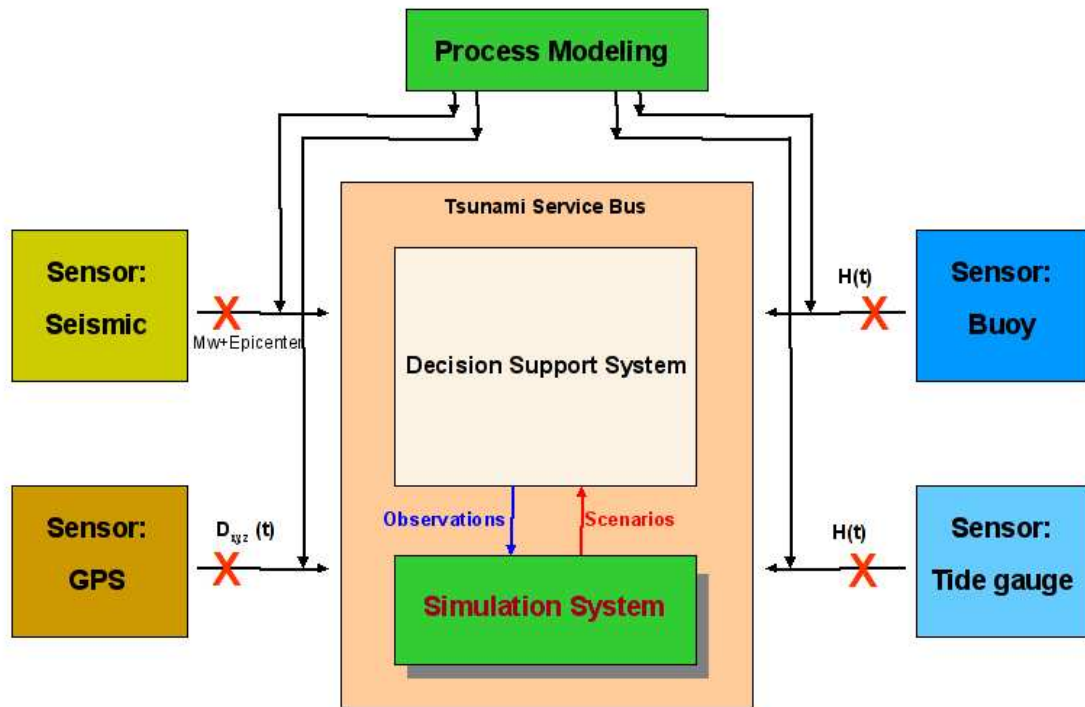 Process Modeling
Tsunami Service Bus
Sensor:
Seismic
X
Mw+Epicenter
Decision Support System
H(t)
X
Sensor:
Buoy
Sensor:
GPS
Dxyz (t)
X
Observations
Scenarios
Simulation System
H(t)
X
Sensor:
Tide gauge